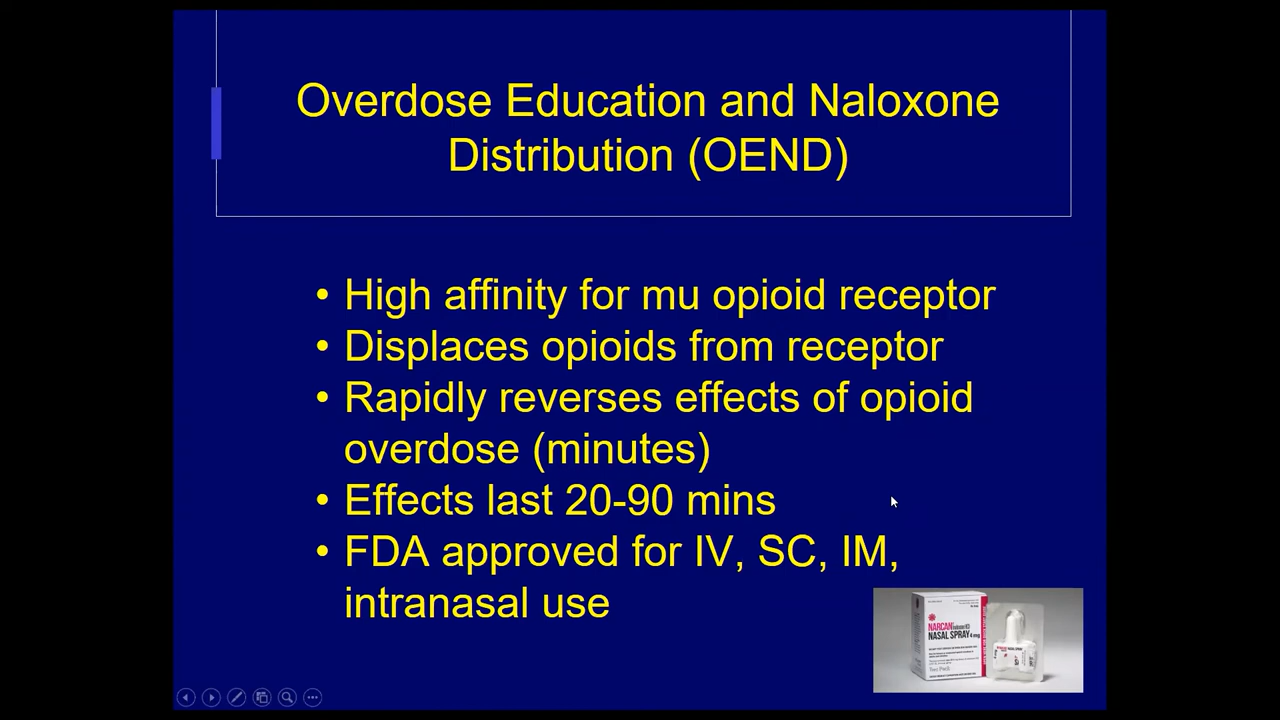 Overdose Education and Naloxone
Distribution (OEND)
• High affinity for mu opioid receptor
• Displaces opioids from receptor
• Rapidly reverses effects of opioid
overdose (minutes)
• Effects last 20-90 mins
• FDA approved for IV, SC, IM,
intranasal use
NARCAN
NASAL SPRAY 4mg